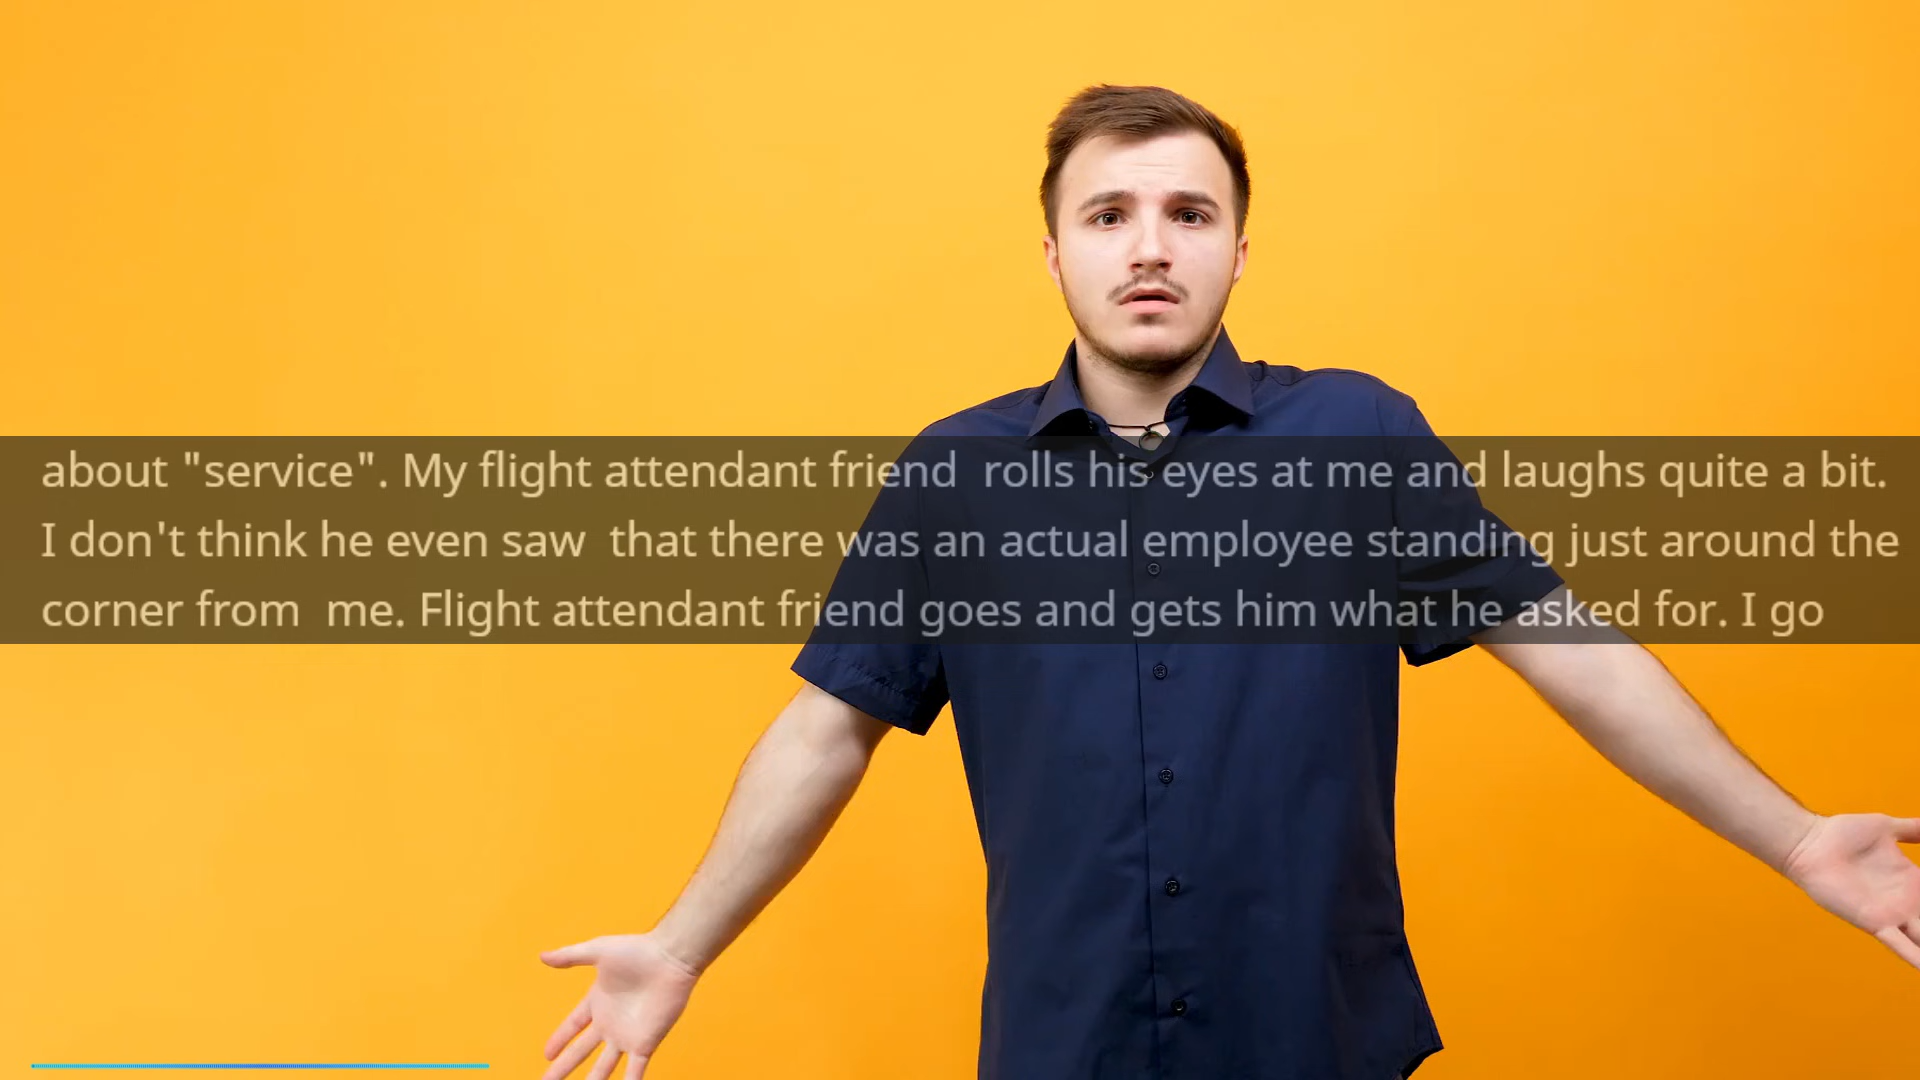 about "service". My flight attendant friend  rolls his eyes at me and laughs quite a bit.
I don't think he even saw  that there was an actual employee standing just around the
corner from  me. Flight attendant friend goes and gets him what he asked for. I go